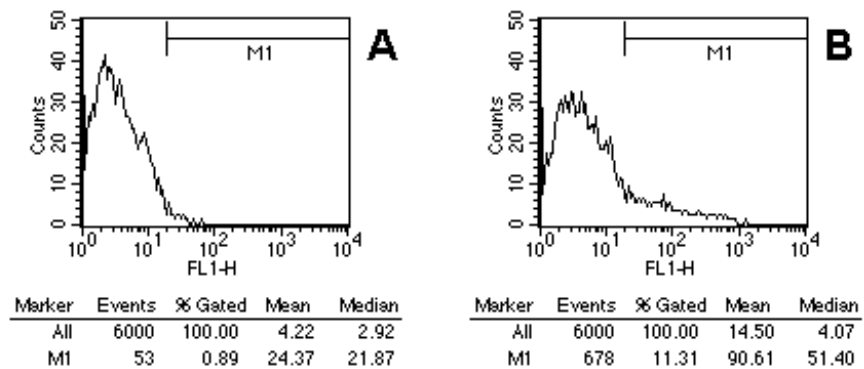 A
50
40
30
20
10
0
Counts
M1
10^0 10^1 10^2 10^3 10^4
FL1-H
Marker Events % Gated Mean Median
All 6000 100.00 4.22 2.92
M1 53 0.89 24.37 21.87
B
50
40
30
20
10
0
Counts
M1
10^0 10^1 10^2 10^3 10^4
FL1-H
Marker Events % Gated Mean Median
All 6000 100.00 14.50 4.07
M1 678 11.31 90.61 51.40